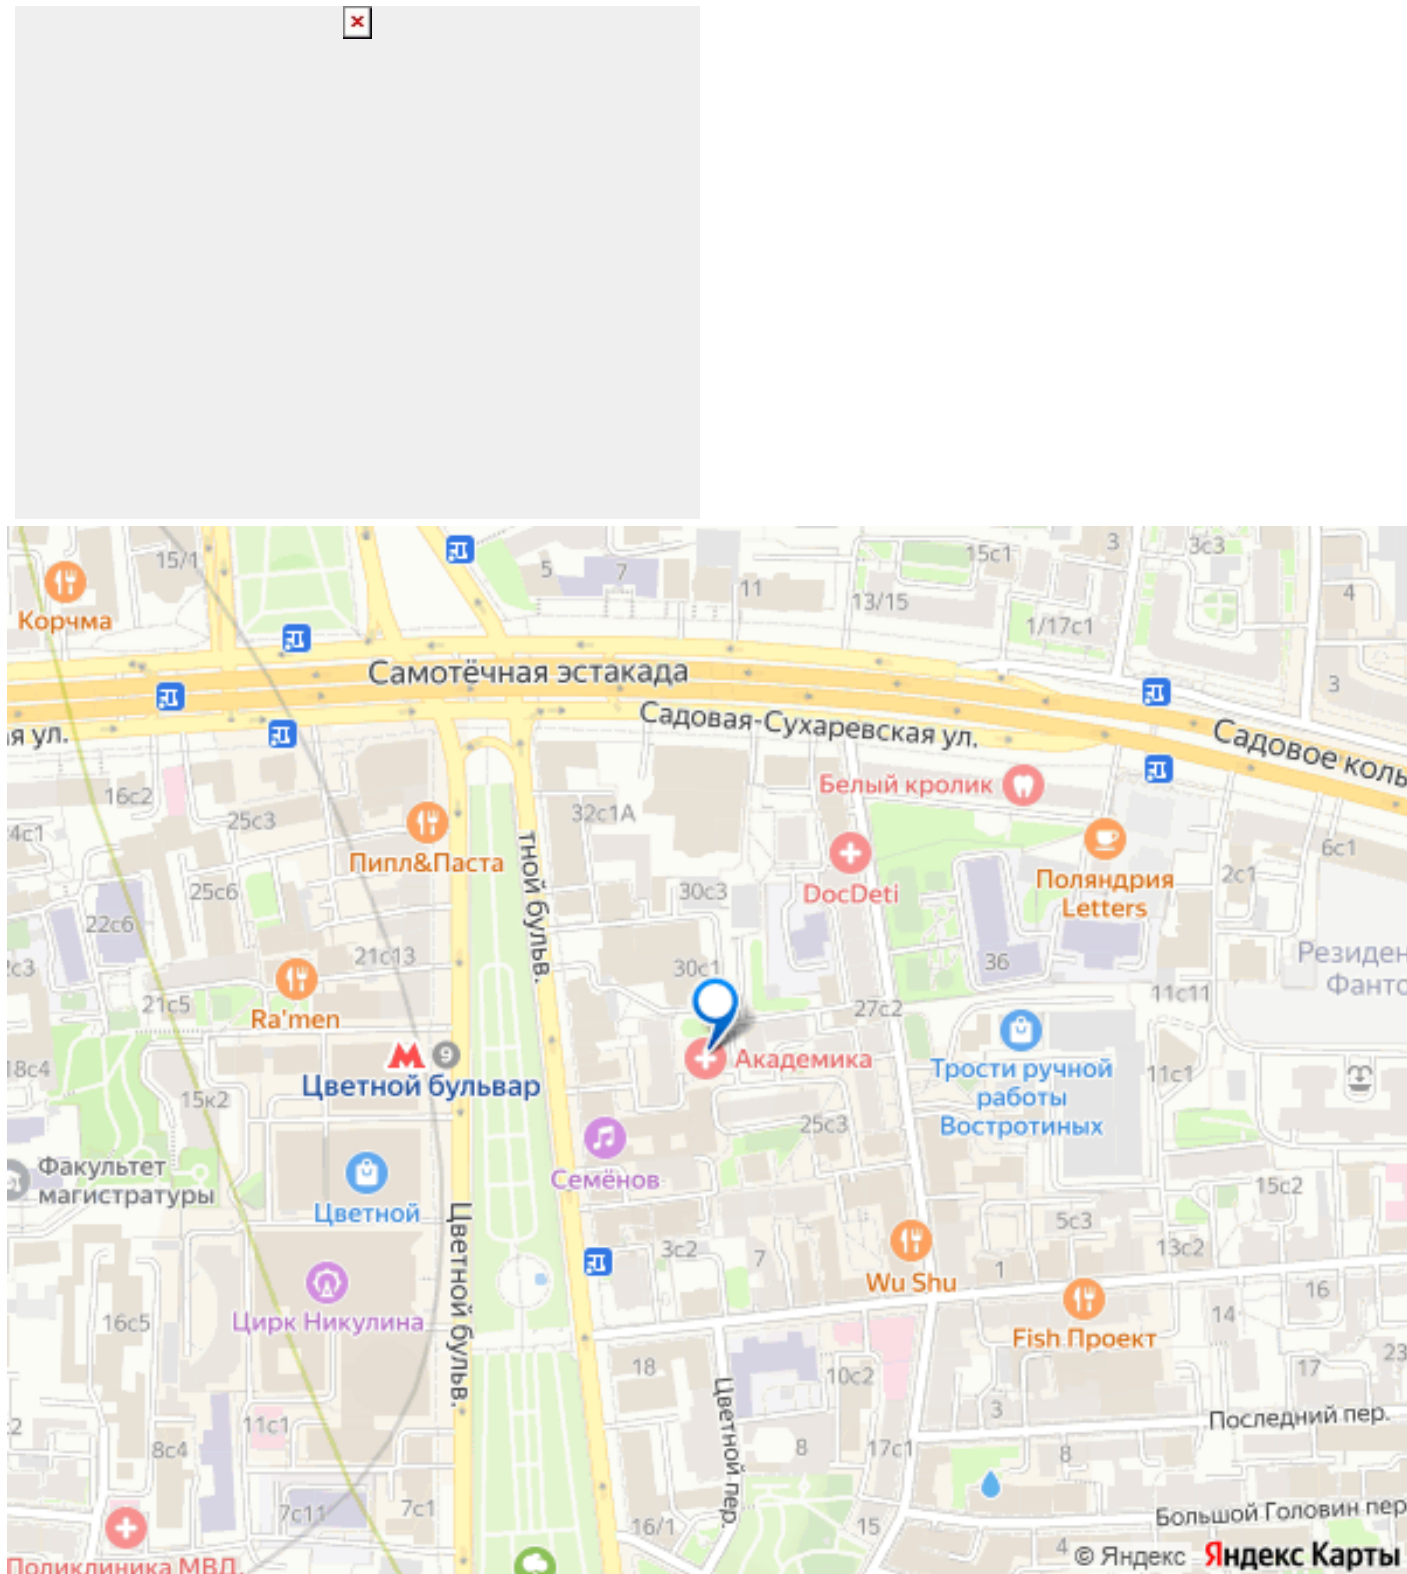 15/1
5
7
11
15с1
3
3с3
4
Корчма
13/15
1/17с1
Самотёчная эстакада
3
Садовая-Сухаревская ул.
Садовое коль
я ул.
16с2
25с3
32с1А
Белый кролик
4с1
Пипл&Паста
тной бульв.
DocDeti
Поляндрия
Letters
6с1
2с1
25с6
30с3
22с6
21с13
30с1
36
Резиден
Фанто
2с3
21с5
Ra'men
27с2
11с11
9
Цветной бульвар
Академика
Трости ручной
работы
Востротиных
11с1
18с4
15к2
25с3
Факультет
магистратуры
Цветной
Семёнов
15с2
Цветной бульв.
3с2
7
Wu Shu
1
5с3
13с2
16
Цирк Никулина
16с5
Fish Проект
14
18
Цветной пер.
10с2
17
23
2
11с1
8с4
8
17с1
3
8
Последний пер.
7с11
7с1
16/1
15
4
Большой Головин пер
Поликлиника МВД,
© Яндекс
Яндекс Карты